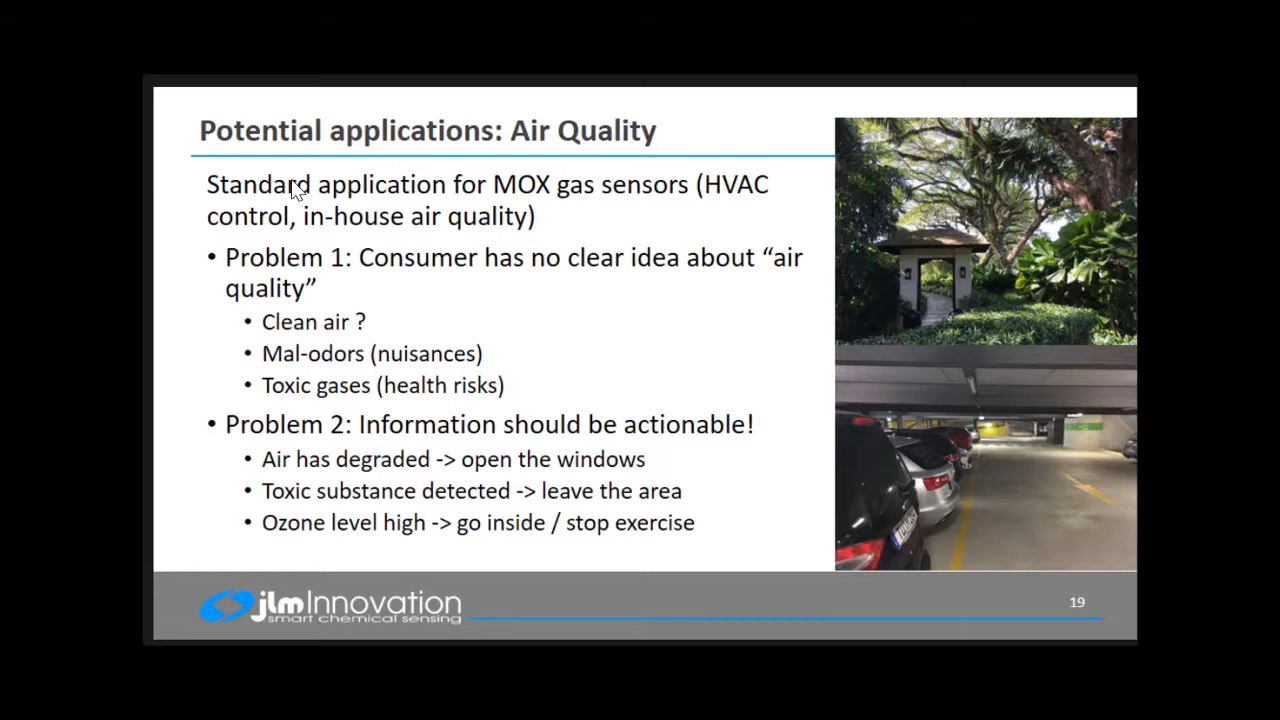 Potential applications: Air Quality
Standard application for MOX gas sensors (HVAC
control, in-house air quality)
• Problem 1: Consumer has no clear idea about “air
quality”
• Clean air ?
• Mal-odors (nuisances)
• Toxic gases (health risks)
• Problem 2: Information should be actionable!
• Air has degraded -> open the windows
• Toxic substance detected -> leave the area
• Ozone level high -> go inside / stop exercise
jlmInnovation
smart chemical sensing
19